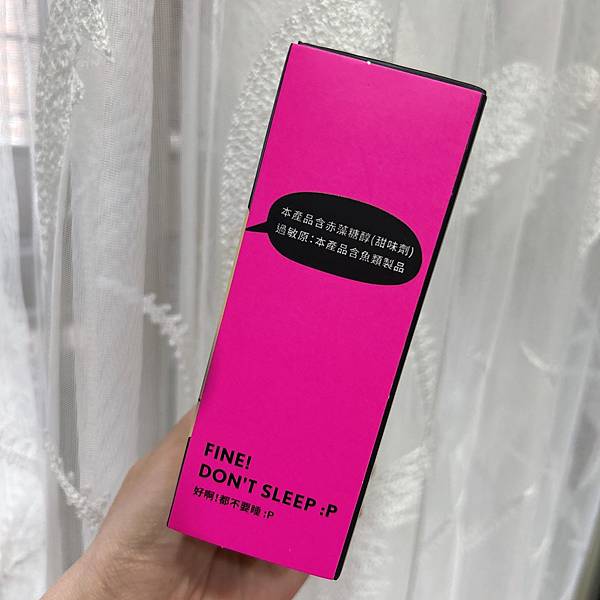 本產品含赤藻糖醇(甜味劑)
過敏原:本產品含魚類製品
FINE!
DON'T SLEEP :P
好啊!都不要睡 :P